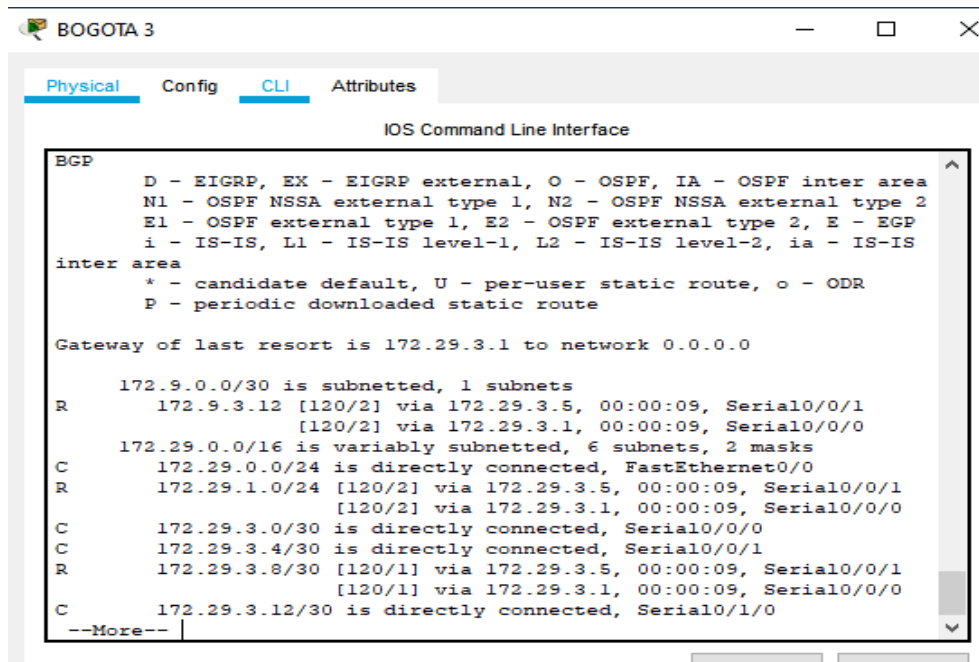 BOGOTA 3
Physical Config CLI Attributes
IOS Command Line Interface
BGP
D - EIGRP, EX - EIGRP external, O - OSPF, IA - OSPF inter area
N1 - OSPF NSSA external type 1, N2 - OSPF NSSA external type 2
E1 - OSPF external type 1, E2 - OSPF external type 2, E - EGP
i - IS-IS, L1 - IS-IS level-1, L2 - IS-IS level-2, ia - IS-IS
inter area
* - candidate default, U - per-user static route, o - ODR
P - periodic downloaded static route
Gateway of last resort is 172.29.3.1 to network 0.0.0.0
172.9.0.0/30 is subnetted, 1 subnets
R 172.9.3.12 [120/2] via 172.29.3.5, 00:00:09, Serial0/0/1
[120/2] via 172.29.3.1, 00:00:09, Serial0/0/0
172.29.0.0/16 is variably subnetted, 6 subnets, 2 masks
C 172.29.0.0/24 is directly connected, FastEthernet0/0
R 172.29.1.0/24 [120/2] via 172.29.3.5, 00:00:09, Serial0/0/1
[120/2] via 172.29.3.1, 00:00:09, Serial0/0/0
C 172.29.3.0/30 is directly connected, Serial0/0/0
C 172.29.3.4/30 is directly connected, Serial0/0/1
R 172.29.3.8/30 [120/1] via 172.29.3.5, 00:00:09, Serial0/0/1
[120/1] via 172.29.3.1, 00:00:09, Serial0/0/0
C 172.29.3.12/30 is directly connected, Serial0/1/0
--More--